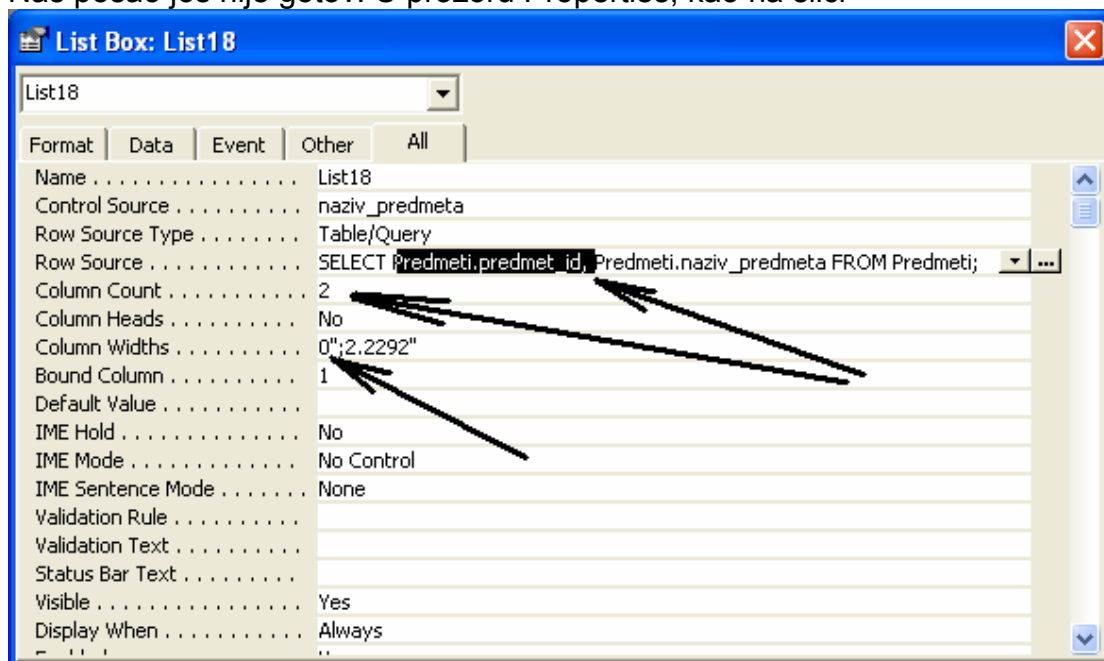 List Box: List18
List18
Format Data Event Other All
Name . . . . . . . . . . . . . . . . List18
Control Source . . . . . . . . . . naziv_predmeta
Row Source Type . . . . . . . . Table/Query
Row Source . . . . . . . . . . . . SELECT Predmeti.predmet_id, Predmeti.naziv_predmeta FROM Predmeti; ...
Column Count . . . . . . . . . . . 2
Column Heads . . . . . . . . . . No
Column Widths . . . . . . . . . . 0";2.2292"
Bound Column . . . . . . . . . . 1
Default Value . . . . . . . . . . .
IME Hold . . . . . . . . . . . . . . No
IME Mode . . . . . . . . . . . . . No Control
IME Sentence Mode . . . . . . . None
Validation Rule . . . . . . . . . .
Validation Text . . . . . . . . . .
Status Bar Text . . . . . . . . .
Visible . . . . . . . . . . . . . . . . Yes
Display When . . . . . . . . . . . Always